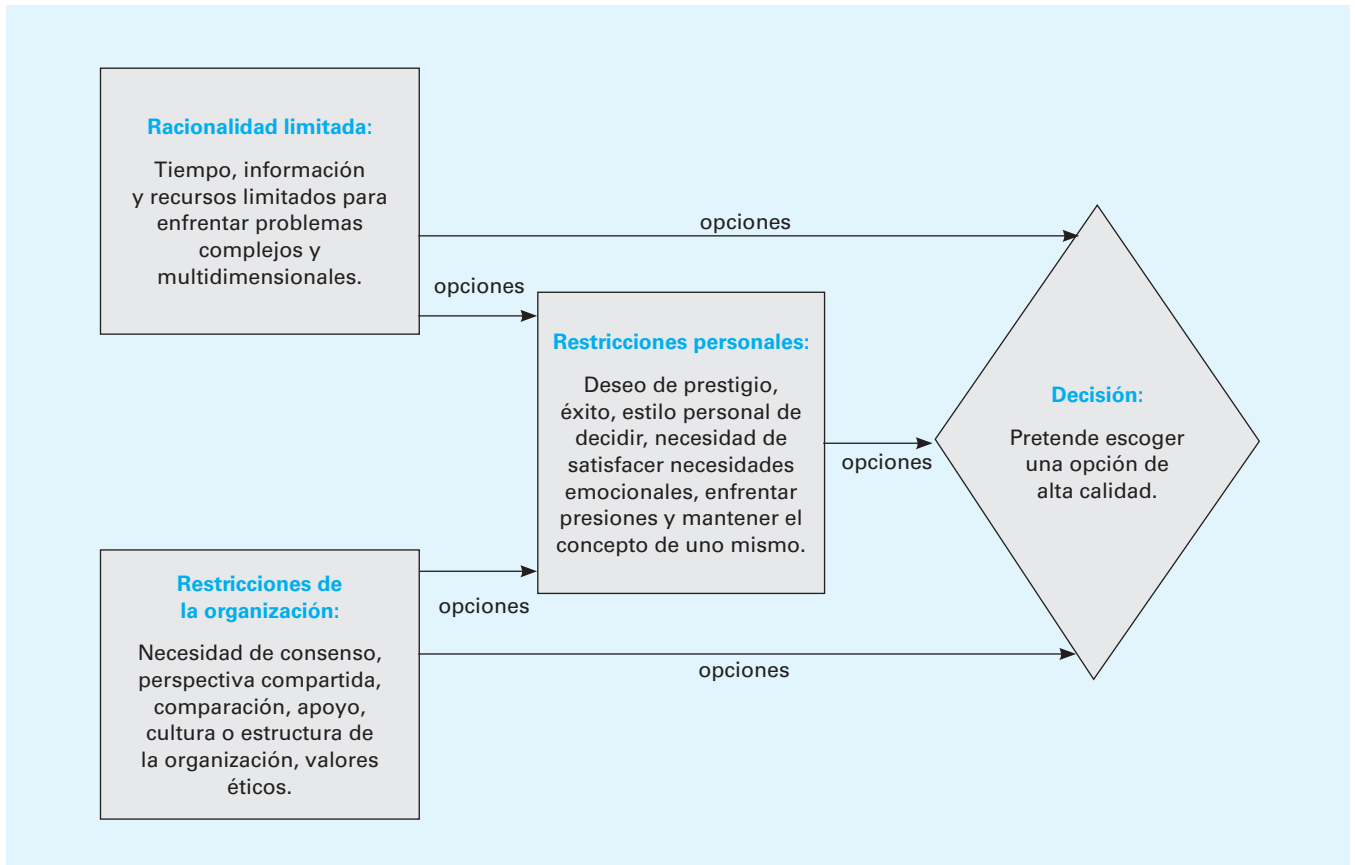 Racionalidad limitada:
Tiempo, información
y recursos limitados para
enfrentar problemas
complejos y
multidimensionales.
opciones
opciones
Restricciones personales:
Deseo de prestigio,
éxito, estilo personal de
decidir, necesidad de
satisfacer necesidades
emocionales, enfrentar
presiones y mantener el
concepto de uno mismo.
opciones
Decisión:
Pretende escoger
una opción de
alta calidad.
Restricciones de
la organización:
Necesidad de consenso,
perspectiva compartida,
comparación, apoyo,
cultura o estructura de
la organización, valores
éticos.
opciones
opciones